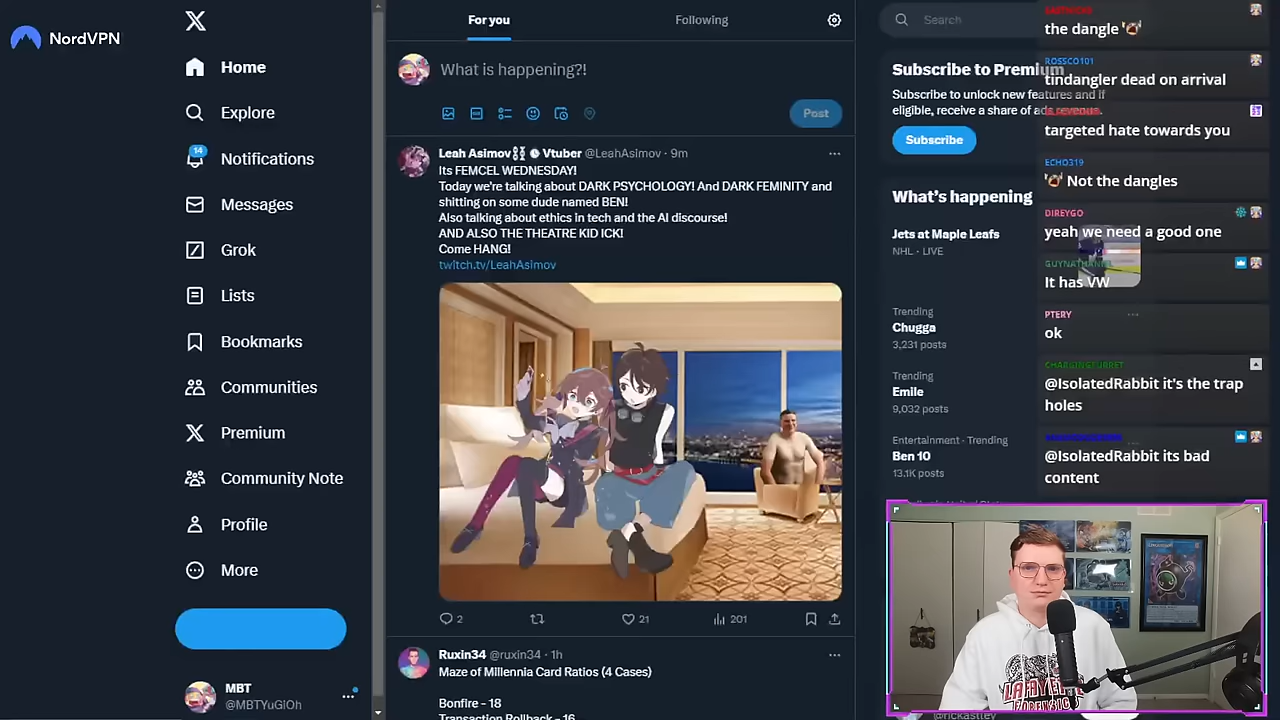 NordVPN
Home
Explore
14
Notifications
Messages
Grok
Lists
Bookmarks
Communities
Premium
Community Note
Profile
More
MBT
@MBTYuGiOh
For you
Following
What is happening?!
Post
Leah Asimov Vtuber @LeahAsimov · 9m
Its FEMCEL WEDNESDAY!
Today we're talking about DARK PSYCHOLOGY! And DARK FEMINITY and
shitting on some dude named BEN!
Also talking about ethics in tech and the AI discourse!
AND ALSO THE THEATRE KID ICK!
Come HANG!
twitch.tv/LeahAsimov
2
21
201
Ruxin34 @ruxin34 · 1h
Maze of Millennia Card Ratios (4 Cases)
Bonfire - 18
Transaction Rollback - 16
Search
Subscribe to Premium
Subscribe to unlock new features and if
eligible, receive a share of ads revenue.
Subscribe
What's happening
Jets at Maple Leafs
NHL · LIVE
Trending
Chugga
3,231 posts
Trending
Emile
9,032 posts
Entertainment · Trending
Ben 10
13.1K posts
the dangle
ROSSCO101
tindangler dead on arrival
targeted hate towards you
ECHO319
Not the dangles
DIREYGO
yeah we need a good one
It has VW
PTERY
ok
CHARGINGTURRET
@IsolatedRabbit it's the trap
holes
@IsolatedRabbit its bad
content
@rickastley